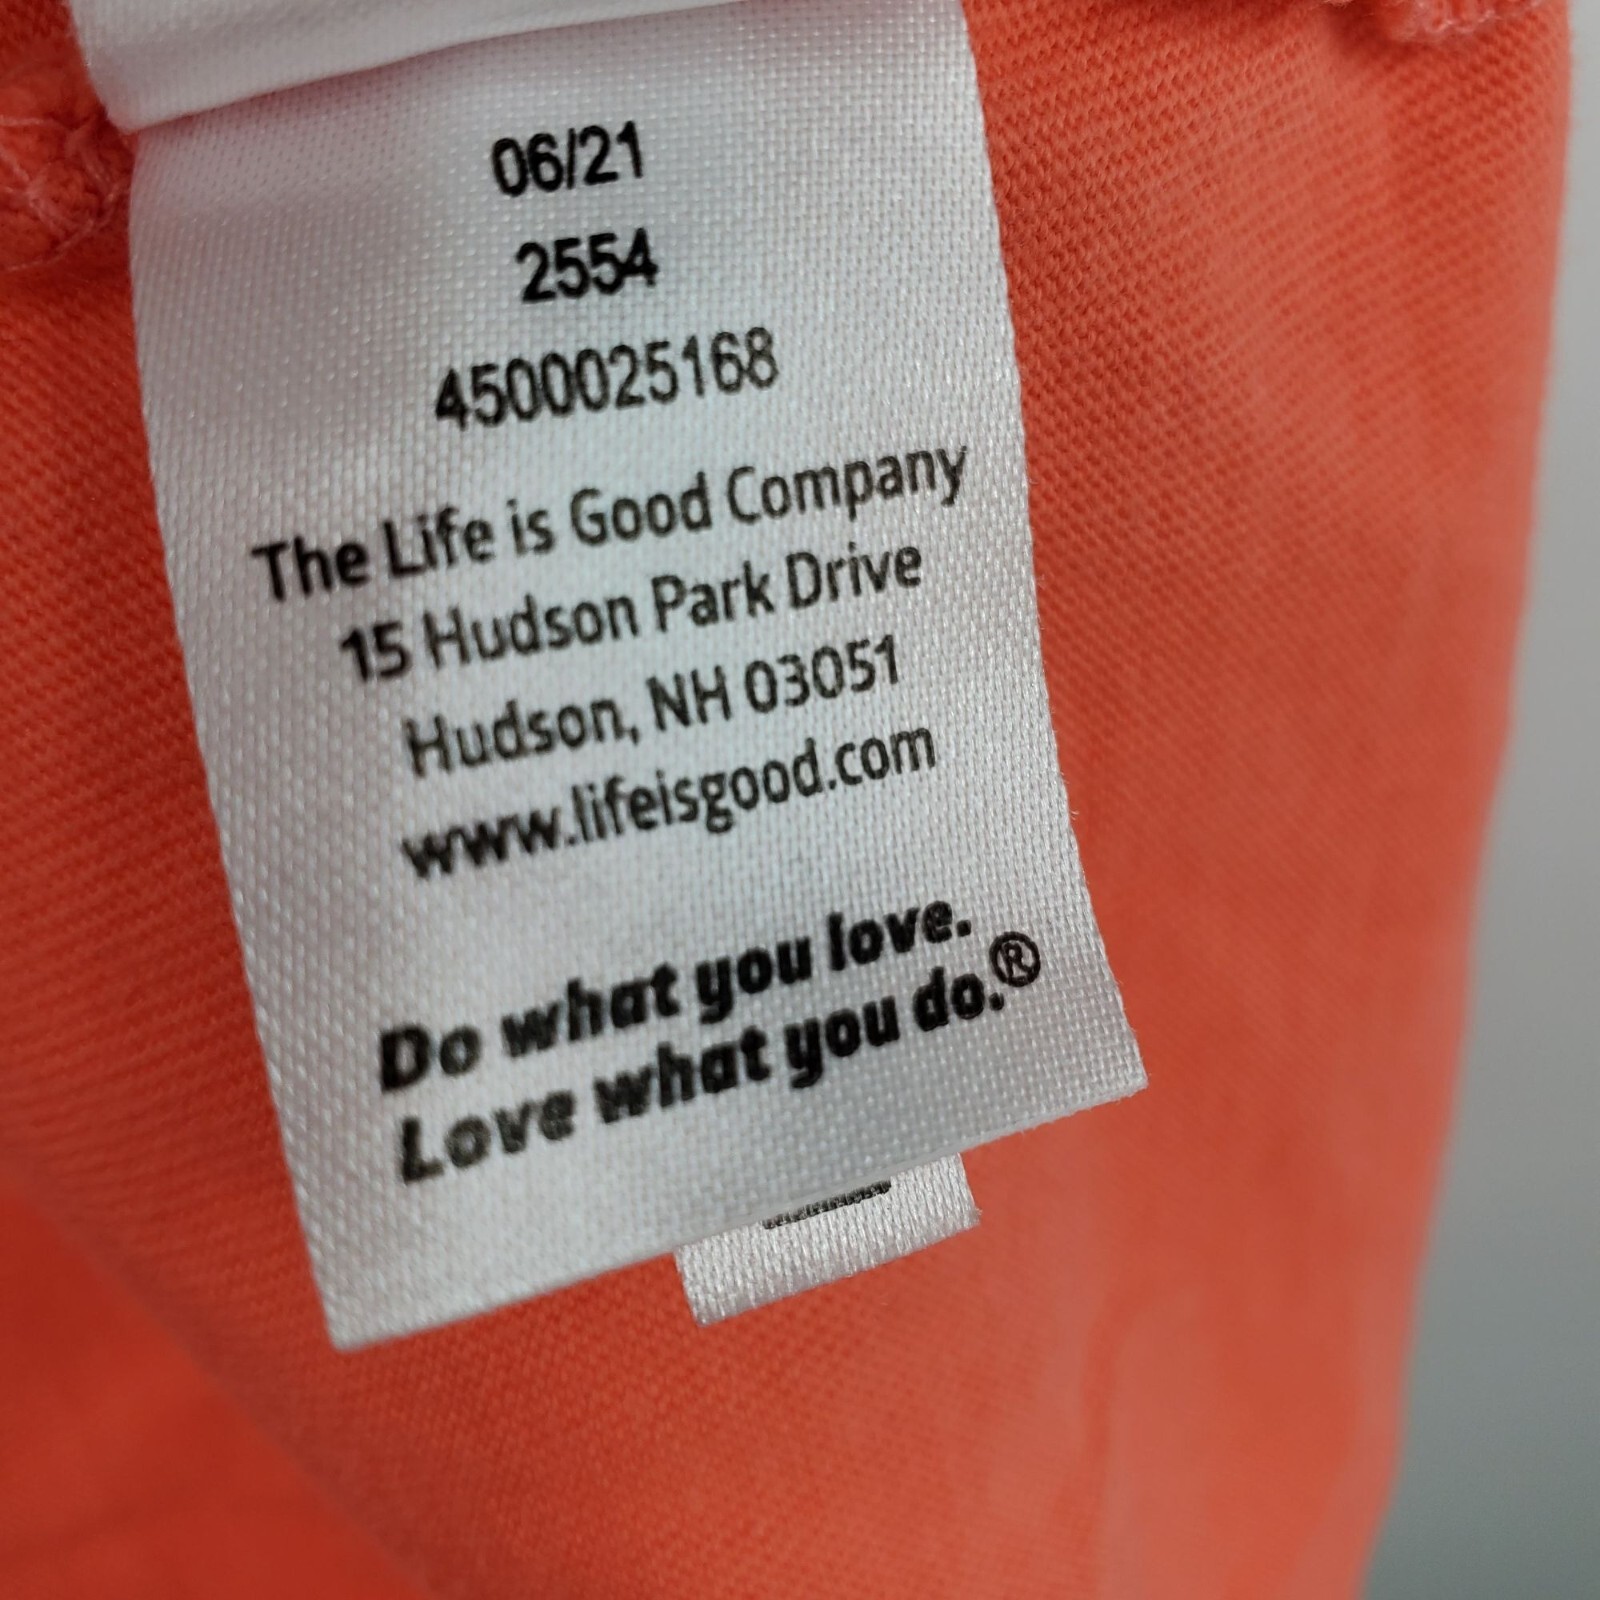 06/21
2554
4500025168
The Life is Good Company
15 Hudson Park Drive
Hudson, NH 03051
www.lifeisgood.com
Do what you love.
Love what you do.®